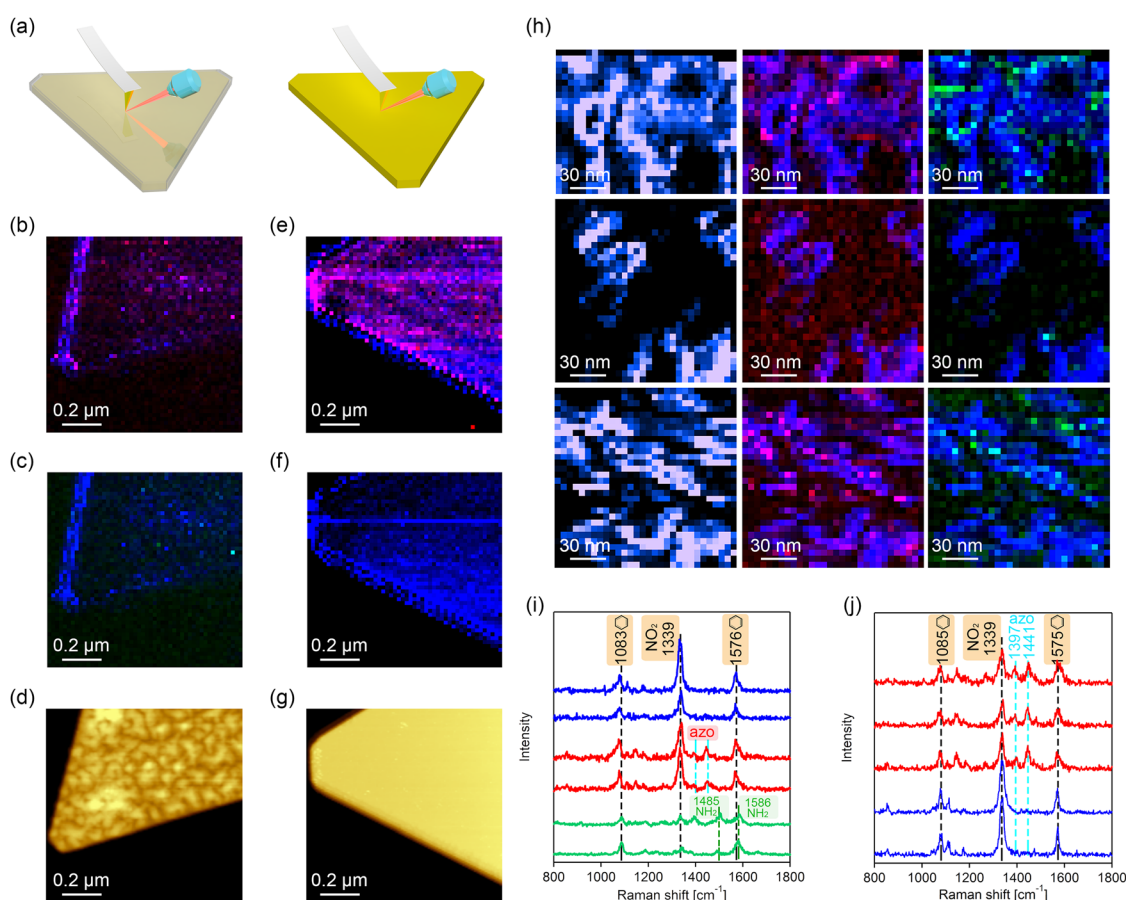 (a)
(b)
0.2 μm
(c)
0.2 μm
(d)
0.2 μm
(e)
0.2 μm
(f)
0.2 μm
(g)
0.2 μm
(h)
30 nm
30 nm
30 nm
30 nm
30 nm
30 nm
30 nm
30 nm
30 nm
(i)
1083
NO₂
1339
1576
azo
1485
NH₂
1586
NH₂
Intensity
800 1000 1200 1400 1600 1800
Raman shift [cm⁻¹]
(j)
1085
NO₂
1339
1397
azo
1441
1575
Intensity
800 1000 1200 1400 1600 1800
Raman shift [cm⁻¹]